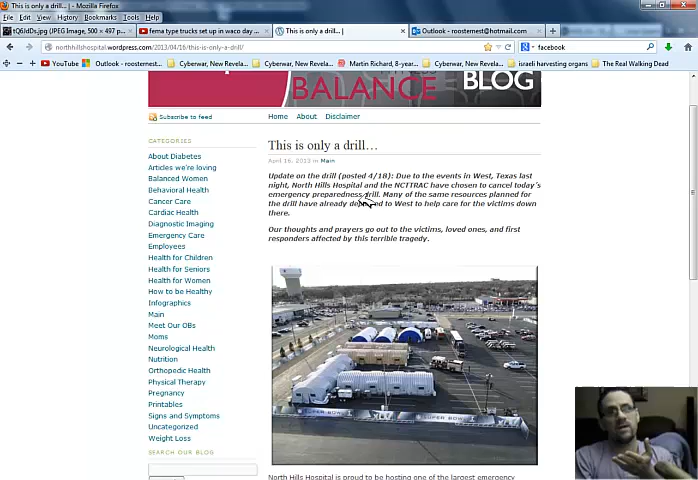 This is only a drill... | - Mozilla Firefox
File Edit View History Bookmarks Tools Help
tQ6JdDs.jpg (JPEG Image, 500 × 497 p...
fema type trucks set up in waco day ...
This is only a drill... |
Outlook - roosternest@hotmail.com
northhillshospital.wordpress.com/2013/04/16/this-is-only-a-drill/
facebook
YouTube
Outlook - roosternest...
Cyberwar, New Revela...
Cyberwar, New Revela...
Martin Richard, 8-year...
Cyberwar, New Revela...
israeli harvesting organs
The Real Walking Dead
BALANCE
BLOG
Subscribe to feed
Home About Disclaimer
CATEGORIES
About Diabetes
Articles we're loving
Balanced Women
Behavioral Health
Cancer Care
Cardiac Health
Diagnostic Imaging
Emergency Care
Employees
Health for Children
Health for Seniors
Health for Women
How to be Healthy
Infographics
Main
Meet Our OBs
Moms
Neurological Health
Nutrition
Orthopedic Health
Physical Therapy
Pregnancy
Printables
Signs and Symptoms
Uncategorized
Weight Loss
SEARCH OUR BLOG
This is only a drill...
April 16, 2013 in Main
Update on the drill (posted 4/18): Due to the events in West, Texas last
night, North Hills Hospital and the NCTTRAC have chosen to cancel today's
emergency preparedness drill. Many of the same resources planned for
the drill have already to West to help care for the victims down
there.
Our thoughts and prayers go out to the victims, loved ones, and first
responders affected by this terrible tragedy.
SUPER BOWL
SUPER BOWL
North Hills Hospital is proud to be hosting one of the largest emergency